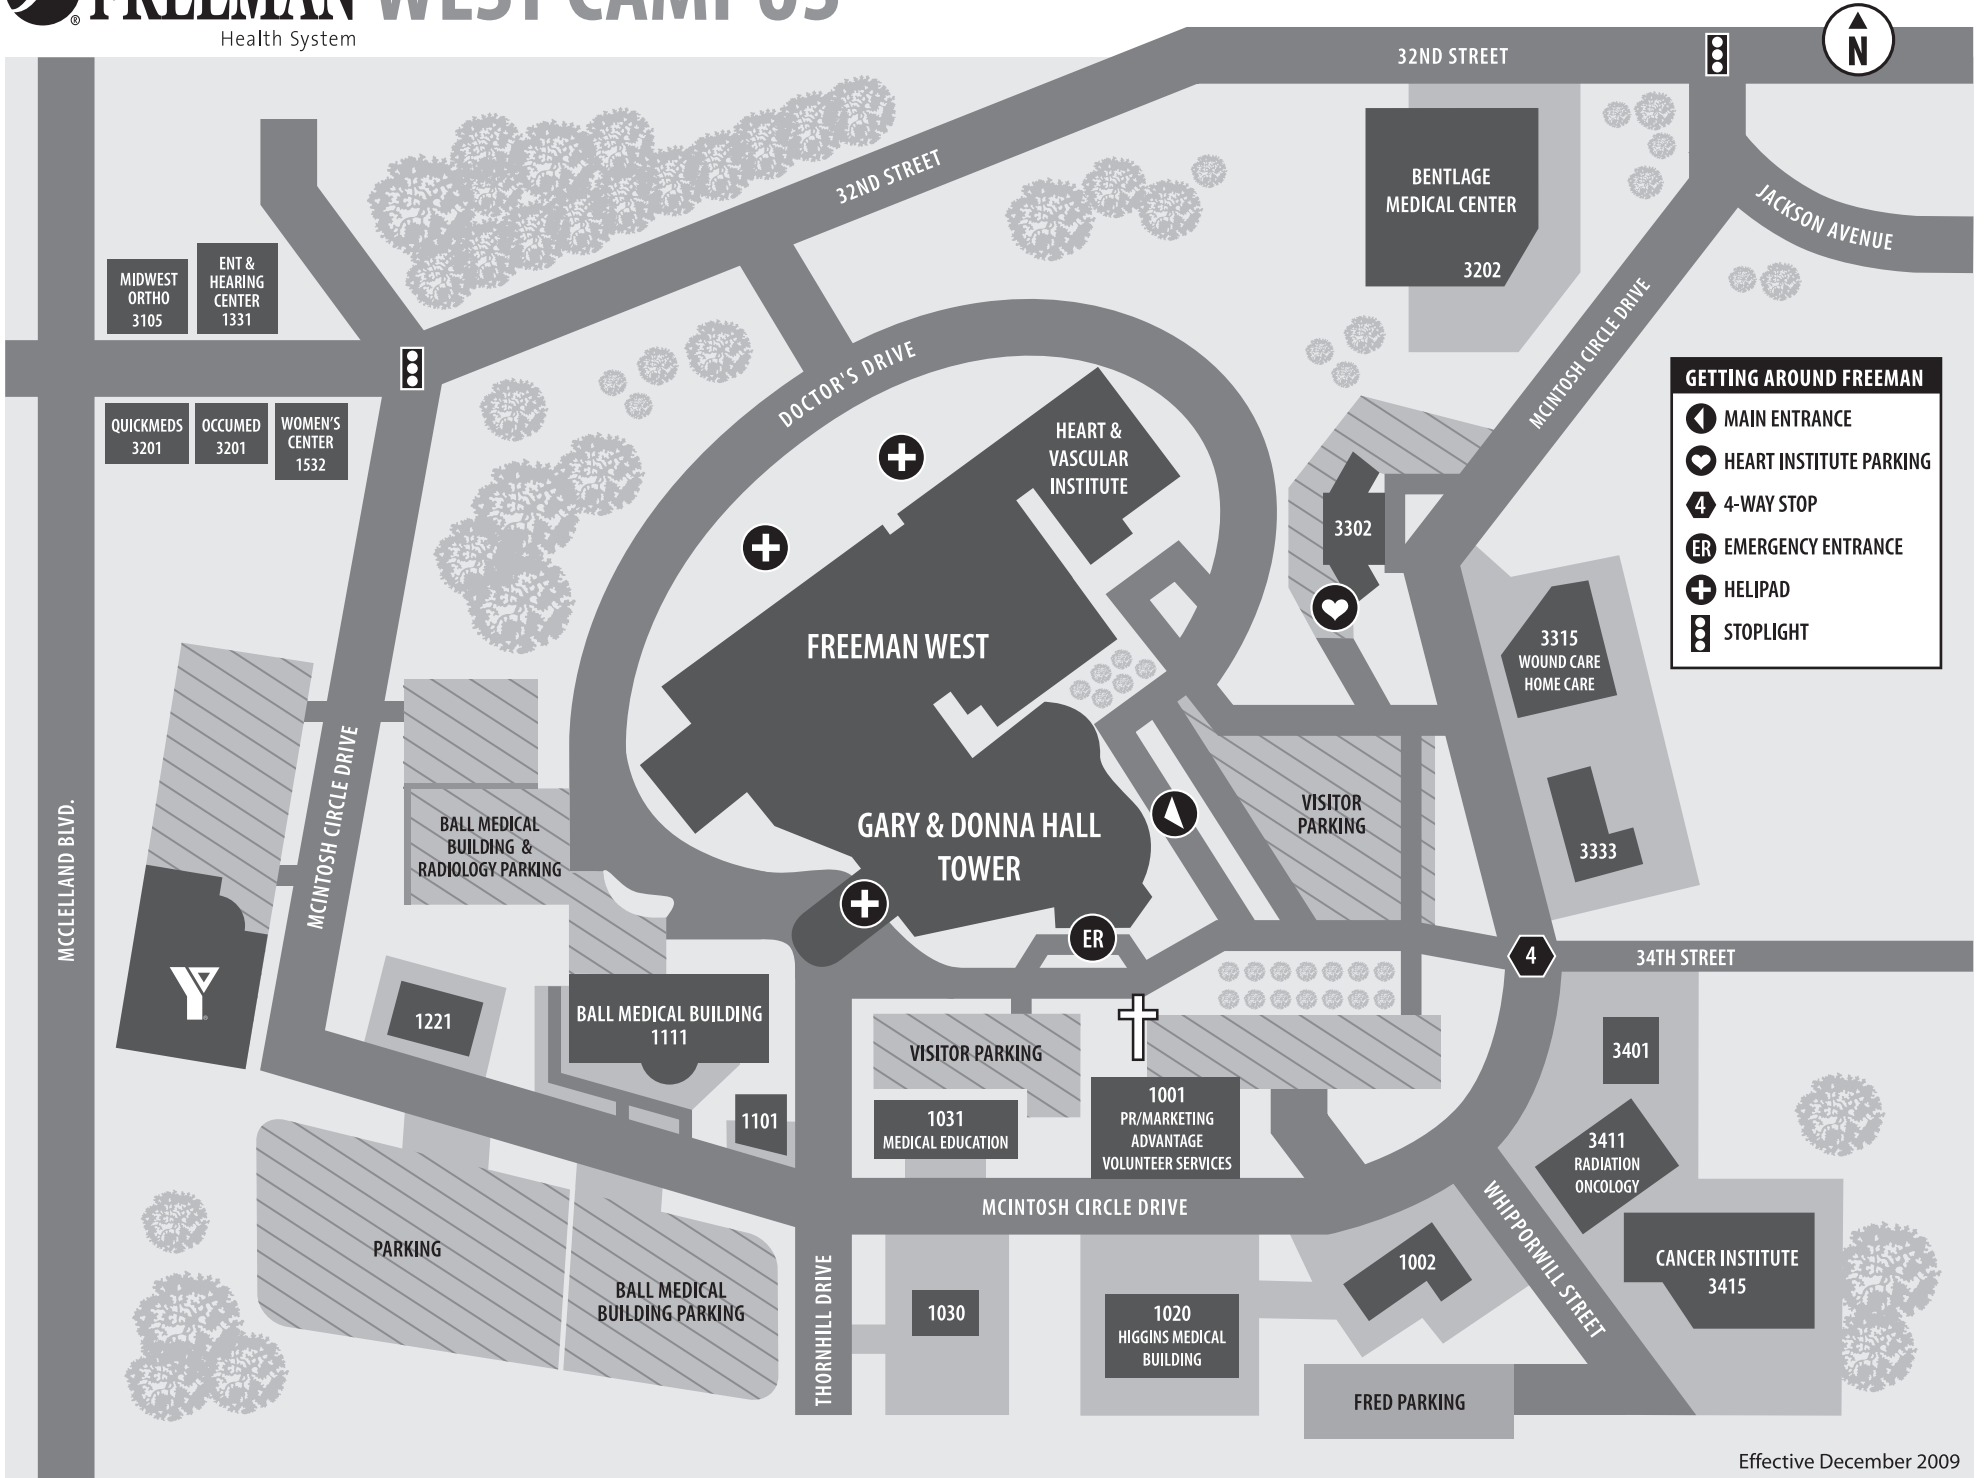 FREEMAN WEST CAMPUS
®
Health System
32ND STREET
N
32ND STREET
JACKSON AVENUE
BENTLAGE
MEDICAL CENTER
3202
MIDWEST
ORTHO
3105
ENT &
HEARING
CENTER
1331
MCINTOSH CIRCLE DRIVE
DOCTOR'S DRIVE
QUICKMEDS
3201
OCCUMED
3201
WOMEN'S
CENTER
1532
HEART &
VASCULAR
INSTITUTE
GETTING AROUND FREEMAN
MAIN ENTRANCE
HEART INSTITUTE PARKING
4 4-WAY STOP
ER EMERGENCY ENTRANCE
HELIPAD
STOPLIGHT
3302
FREEMAN WEST
3315
WOUND CARE
HOME CARE
MCCLELLAND BLVD.
MCINTOSH CIRCLE DRIVE
BALL MEDICAL
BUILDING &
RADIOLOGY PARKING
GARY & DONNA HALL
TOWER
VISITOR
PARKING
3333
ER
4
34TH STREET
Y
1221
BALL MEDICAL BUILDING
1111
VISITOR PARKING
3401
1101
1031
MEDICAL EDUCATION
1001
PR/MARKETING
ADVANTAGE
VOLUNTEER SERVICES
3411
RADIATION
ONCOLOGY
MCINTOSH CIRCLE DRIVE
WHIPPORWILL STREET
PARKING
BALL MEDICAL
BUILDING PARKING
THORNHILL DRIVE
1030
1020
HIGGINS MEDICAL
BUILDING
1002
CANCER INSTITUTE
3415
FRED PARKING
Effective December 2009